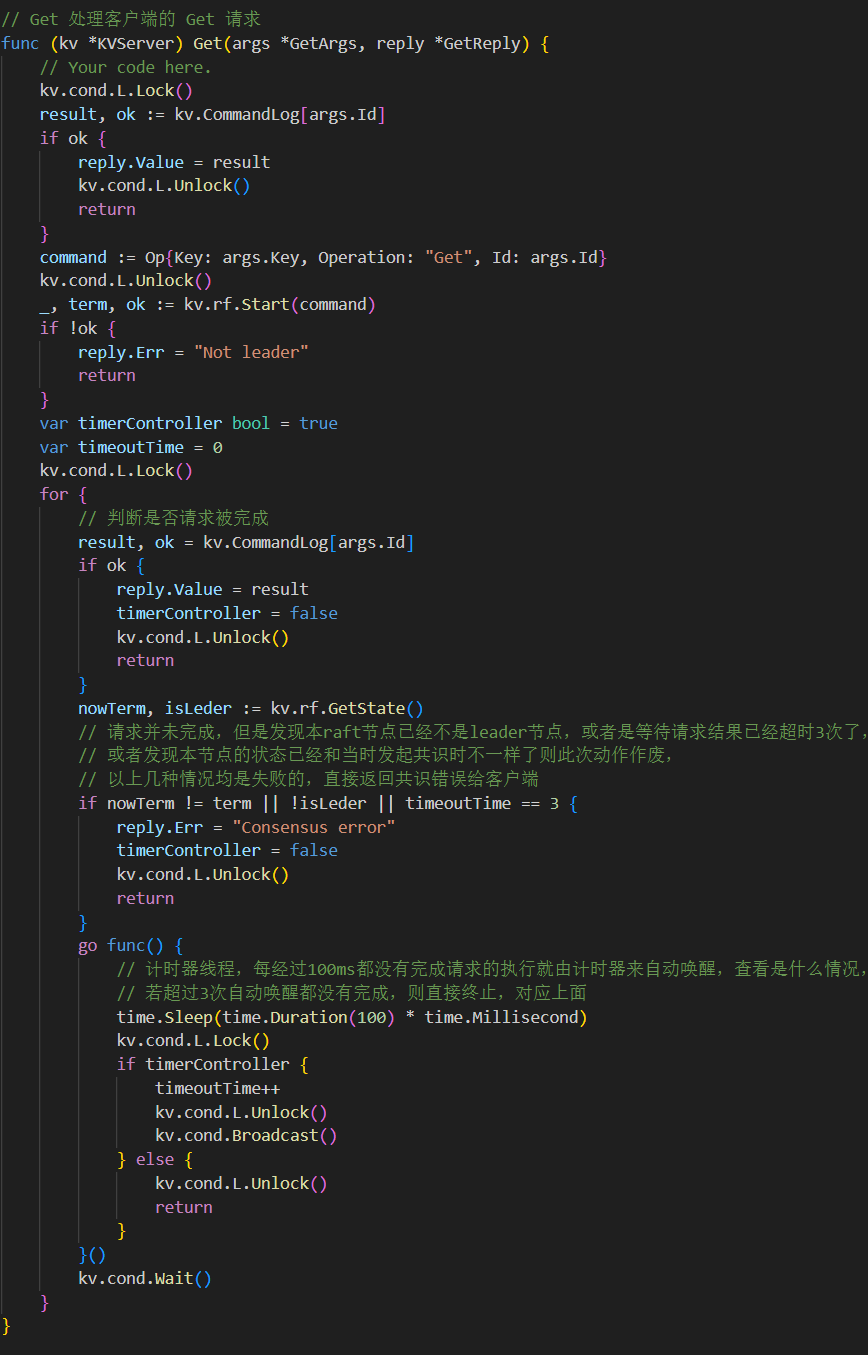 // Get 处理客户端的 Get 请求
func (kv *KVServer) Get(args *GetArgs, reply *GetReply) {
    // Your code here.
    kv.cond.L.Lock()
    result, ok := kv.CommandLog[args.Id]
    if ok {
        reply.Value = result
        kv.cond.L.Unlock()
        return
    }
    command := Op{Key: args.Key, Operation: "Get", Id: args.Id}
    kv.cond.L.Unlock()
    _, term, ok := kv.rf.Start(command)
    if !ok {
        reply.Err = "Not leader"
        return
    }
    var timerController bool = true
    var timeoutTime = 0
    kv.cond.L.Lock()
    for {
        // 判断是否请求被完成
        result, ok = kv.CommandLog[args.Id]
        if ok {
            reply.Value = result
            timerController = false
            kv.cond.L.Unlock()
            return
        }
        nowTerm, isLeder := kv.rf.GetState()
        // 请求并未完成，但是发现本raft节点已经不是leader节点，或者是等待请求结果已经超时3次了，
        // 或者发现本节点的状态已经和当时发起共识时不一样了则此次动作作废，
        // 以上几种情况均是失败的，直接返回共识错误给客户端
        if nowTerm != term || !isLeder || timeoutTime == 3 {
            reply.Err = "Consensus error"
            timerController = false
            kv.cond.L.Unlock()
            return
        }
        go func() {
            // 计时器线程，每经过100ms都没有完成请求的执行就由计时器来自动唤醒，查看是什么情况，
            // 若超过3次自动唤醒都没有完成，则直接终止，对应上面
            time.Sleep(time.Duration(100) * time.Millisecond)
            kv.cond.L.Lock()
            if timerController {
                timeoutTime++
                kv.cond.L.Unlock()
                kv.cond.Broadcast()
            } else {
                kv.cond.L.Unlock()
                return
            }
        }()
        kv.cond.Wait()
    }
}